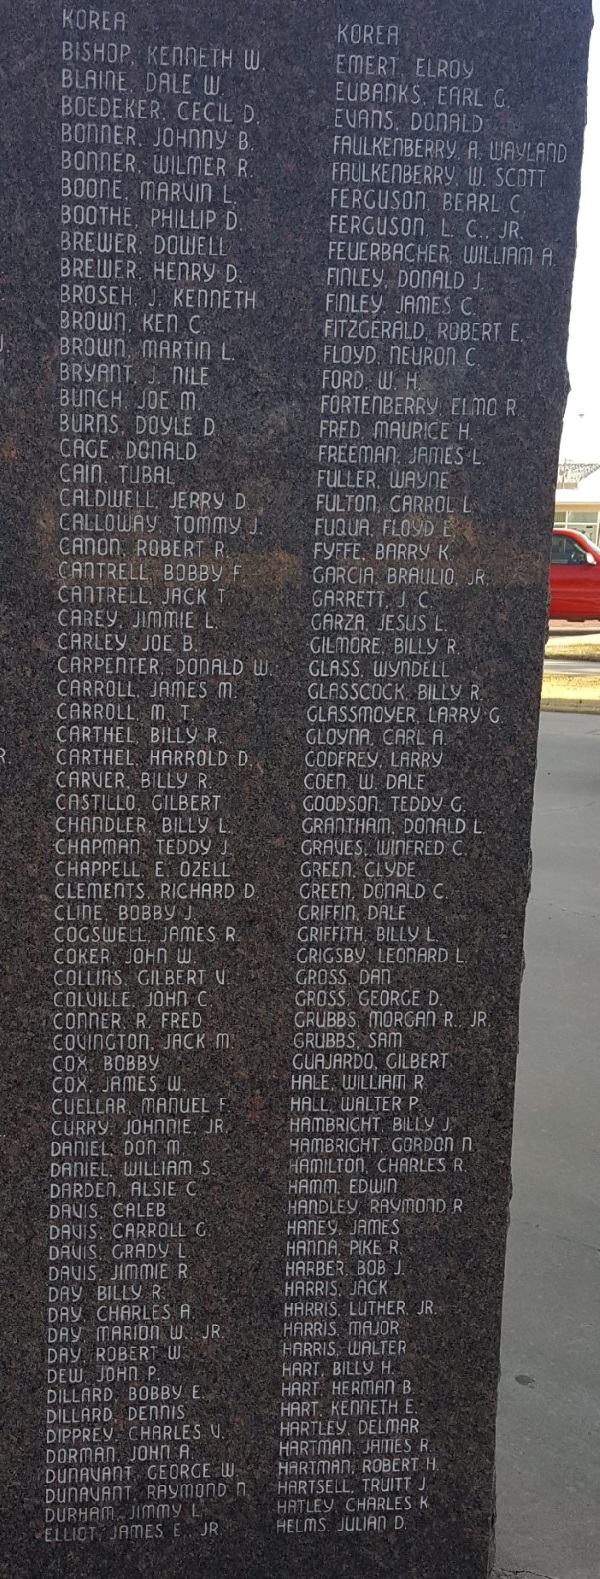 KOREA
BISHOP, KENNETH W.
BLAINE, DALE W.
BOEDEKER, CECIL D.
BONNER, JOHNNY B.
BONNER, WILMER R.
BOONE, MARVIN L.
BOOTHE, PHILLIP D.
BREWER, DOWELL
BREWER, HENRY D.
BROSEH, J. KENNETH
BROWN, KEN C.
BROWN, MARTIN L.
BRYANT, J. NILE
BUNCH, JOE M.
BURNS, DOYLE D.
CAGE, DONALD
CAIN, TUBAL
CALDWELL, JERRY D.
CALLOWAY, TOMMY J.
CANON, ROBERT R.
CANTRELL, BOBBY F.
CANTRELL, JACK T.
CAREY, JIMMIE L.
CARLEY, JOE B.
CARPENTER, DONALD W.
CARROLL, JAMES M.
CARROLL, M. T.
CARTHEL, BILLY R.
CARTHEL, HARROLD D.
CARVER, BILLY R.
CASTILLO, GILBERT
CHANDLER, BILLY L.
CHAPMAN, TEDDY J.
CHAPPELL, E. OZELL
CLEMENTS, RICHARD D.
CLINE, BOBBY J.
COGSWELL, JAMES R.
COKER, JOHN W.
COLLINS, GILBERT V.
COLVILLE, JOHN C.
CONNER, R. FRED
COVINGTON, JACK M.
COX, BOBBY
COX, JAMES W.
CUELLAR, MANUEL F.
CURRY, JOHNNIE, JR.
DANIEL, DON M.
DANIEL, WILLIAM S.
DARDEN, ALSIE C.
DAVIS, CALEB
DAVIS, CARROLL G.
DAVIS, GRADY L.
DAVIS, JIMMIE R.
DAY, BILLY R.
DAY, CHARLES A.
DAY, MARION W., JR.
DAY, ROBERT W.
DEW, JOHN P.
DILLARD, BOBBY E.
DILLARD, DENNIS
DIPPREY, CHARLES V.
DORMAN, JOHN A.
DUNAVANT, GEORGE W.
DUNAVANT, RAYMOND N.
DURHAM, JIMMY L.
ELLIOT, JAMES E., JR.
KOREA
EMERT, ELROY
EUBANKS, EARL G.
EVANS, DONALD
FAULKENBERRY, A. WAYLAND
FAULKENBERRY, W. SCOTT
FERGUSON, BEARL C.
FERGUSON, L. C., JR.
FEUERBACHER, WILLIAM A.
FINLEY, DONALD J.
FINLEY, JAMES C.
FITZGERALD, ROBERT E.
FLOYD, NEURON C.
FORD, W. H.
FORTENBERRY, ELMO R.
FRED, MAURICE H.
FREEMAN, JAMES L.
FULLER, WAYNE
FULTON, CARROL L.
FUQUA, FLOYD E.
FYFFE, BARRY K.
GARCIA, BRAULIO, JR.
GARRETT, J. C.
GARZA, JESUS L.
GILMORE, BILLY R.
GLASS, WYNDELL
GLASSCOCK, BILLY R.
GLASSMOYER, LARRY G.
GLOYNA, CARL A.
GODFREY, LARRY
GOEN, W. DALE
GOODSON, TEDDY G.
GRANTHAM, DONALD L.
GRAVES, WINFRED C.
GREEN, CLYDE
GREEN, DONALD C.
GRIFFIN, DALE
GRIFFITH, BILLY L.
GRIGSBY, LEONARD L.
GROSS, DAN
GROSS, GEORGE D.
GRUBBS, MORGAN R., JR.
GRUBBS, SAM
GUAJARDO, GILBERT
HALE, WILLIAM R.
HALL, WALTER P.
HAMBRIGHT, BILLY J.
HAMBRIGHT, GORDON N.
HAMILTON, CHARLES R.
HAMM, EDWIN
HANDLEY, RAYMOND R.
HANEY, JAMES
HANNA, PIKE R.
HARBER, BOB J.
HARRIS, JACK
HARRIS, LUTHER, JR.
HARRIS, MAJOR
HARRIS, WALTER
HART, BILLY H.
HART, HERMAN B.
HART, KENNETH E.
HARTLEY, DELMAR
HARTMAN, JAMES R.
HARTMAN, ROBERT H.
HARTSELL, TRUITT J.
HATLEY, CHARLES K.
HELMS, JULIAN D.